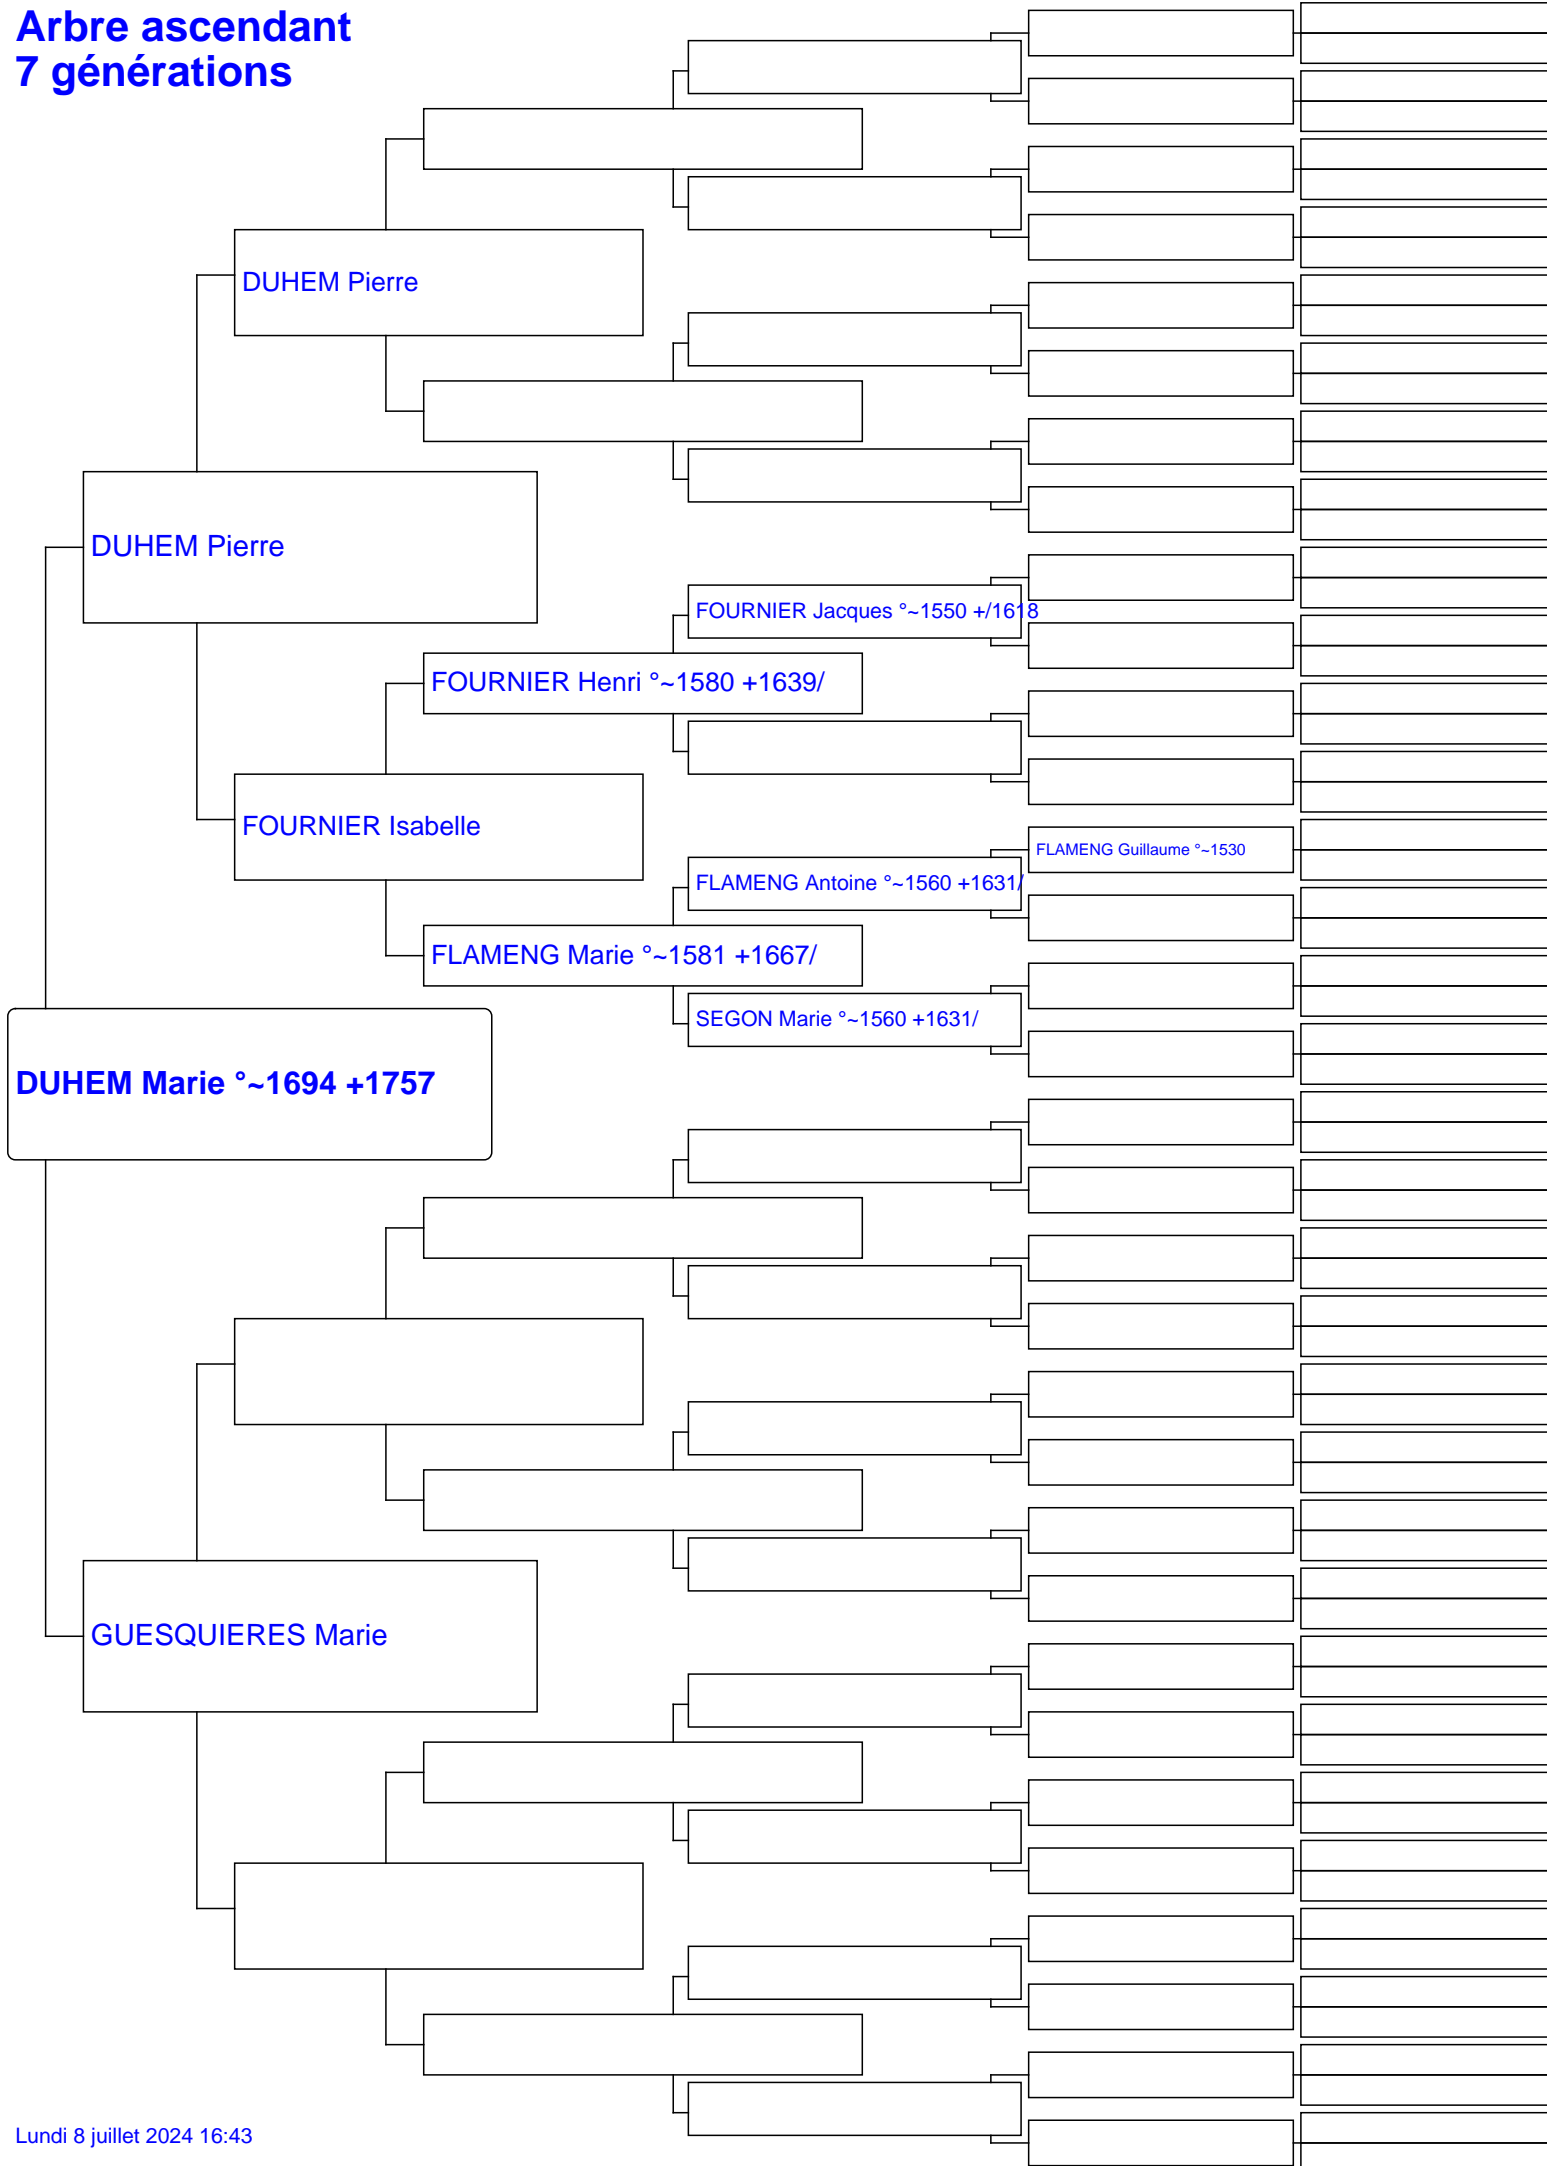 Arbre ascendant
7 générations
DUHEM Pierre
DUHEM Pierre
FOURNIER Jacques °~1550 +/1618
FOURNIER Henri °~1580 +1639/
FOURNIER Isabelle
FLAMENG Guillaume °~1530
FLAMENG Antoine °~1560 +1631/
FLAMENG Marie °~1581 +1667/
SEGON Marie °~1560 +1631/
DUHEM Marie °~1694 +1757
GUESQUIERES Marie
Lundi 8 juillet 2024 16:43